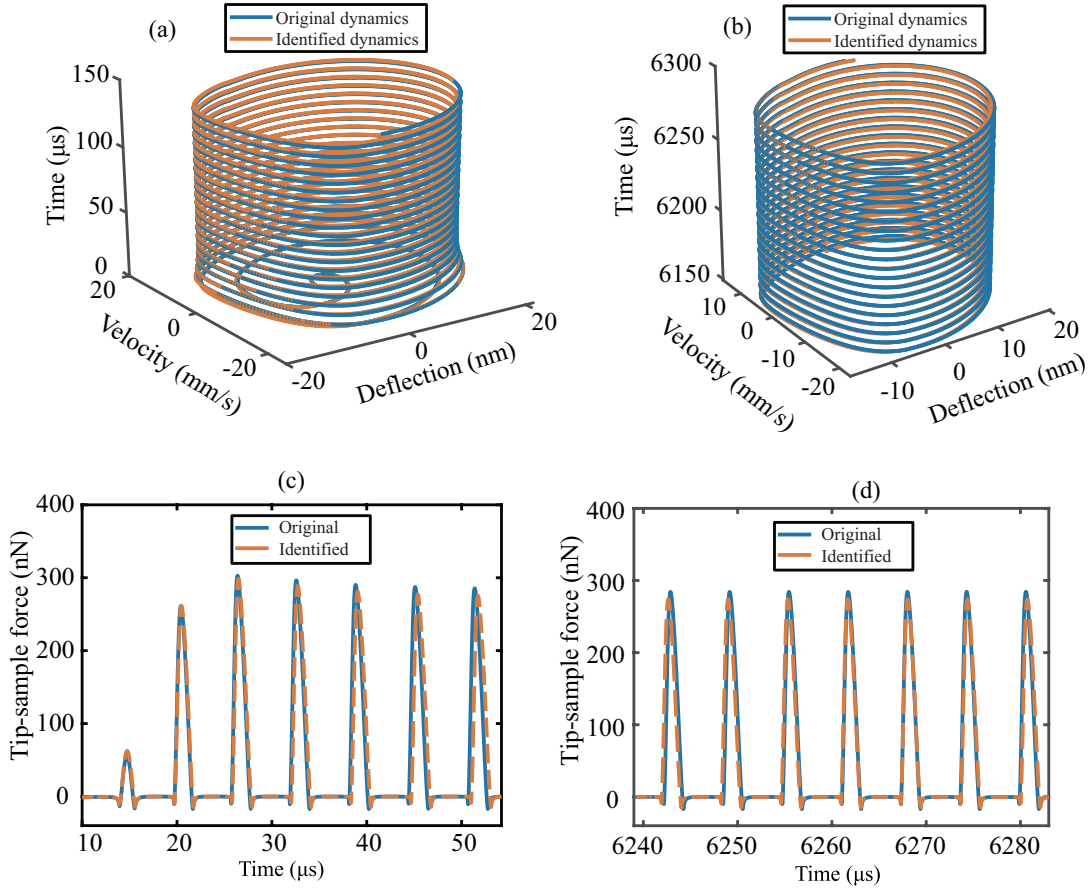 (a)
Original dynamics
Identified dynamics
150
100
50
0
Time (μs)
20
0
-20
Velocity (mm/s)
-20
0
20
Deflection (nm)
(b)
Original dynamics
Identified dynamics
6300
6250
6200
6150
Time (μs)
10
0
-10
-20
Velocity (mm/s)
-10
0
10
20
Deflection (nm)
(c)
Original
Identified
400
300
200
100
0
Tip-sample force (nN)
10
20
30
40
50
Time (μs)
(d)
Original
Identified
400
300
200
100
0
Tip-sample force (nN)
6240
6250
6260
6270
6280
Time (μs)